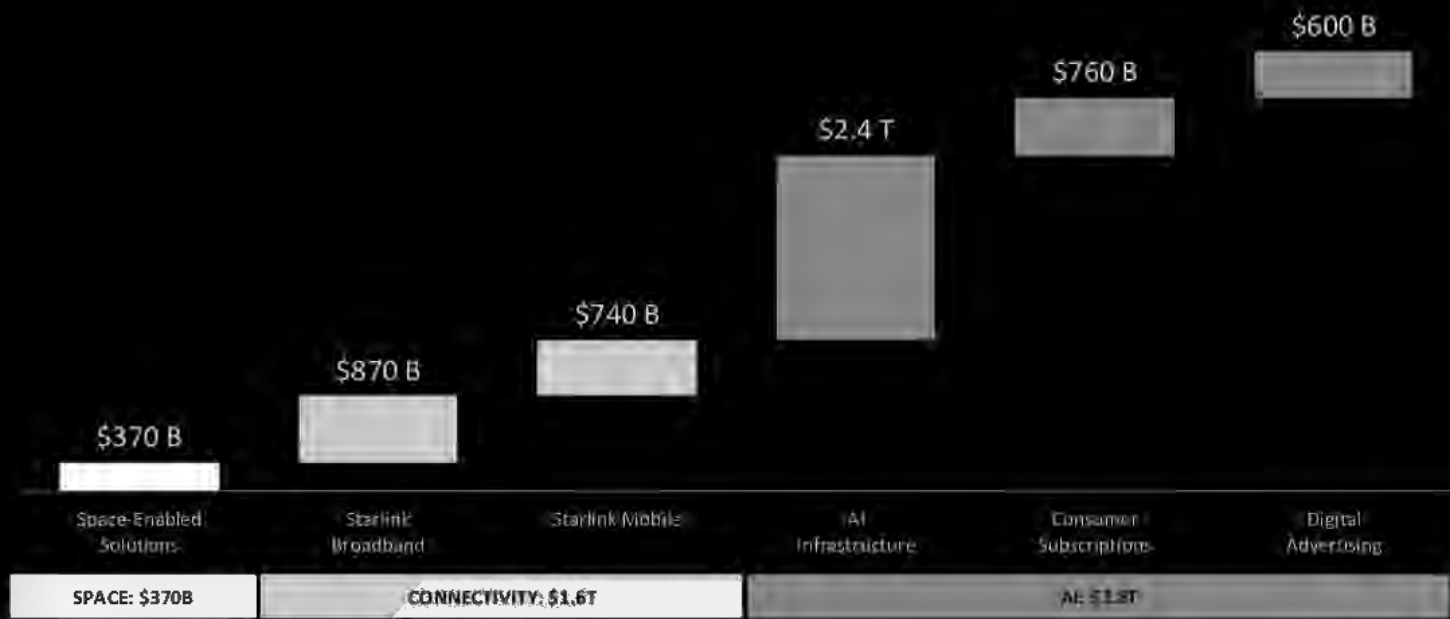 $600 B
$760 B
$2.4 T
$740 B
$870 B
$370 B
Space-Enabled
Solutions
Starlink
Broadband
Starlink Mobile
AI
Infrastructure
Consumer
Subscriptions
Digital
Advertising
SPACE: $370B
CONNECTIVITY: $1.6T
AI: